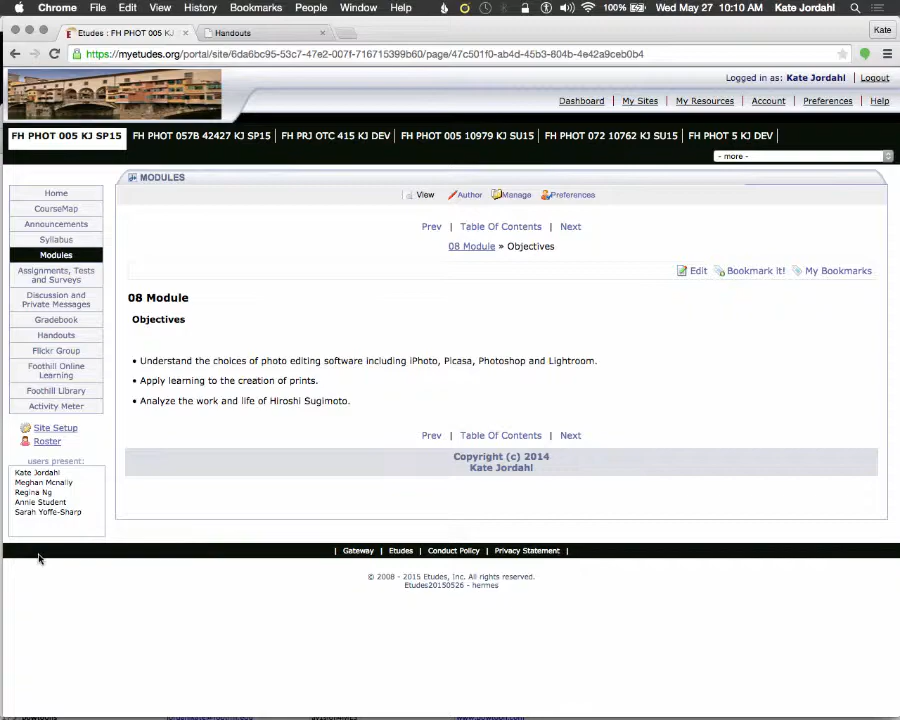 Chrome File Edit View History Bookmarks People Window Help 100% Wed May 27 10:10 AM Kate Jordahl
Etudes : FH PHOT 005 KJ × Handouts × Kate
https://myetudes.org/portal/site/6da6bc95-53c7-47e2-007f-716715399b60/page/47c501f0-ab4d-45b3-804b-4e42a9ceb0b4
Logged in as: Kate Jordahl | Logout
Dashboard | My Sites | My Resources | Account | Preferences | Help
FH PHOT 005 KJ SP15 FH PHOT 057B 42427 KJ SP15 FH PRJ OTC 415 KJ DEV FH PHOT 005 10979 KJ SU15 FH PHOT 072 10762 KJ SU15 FH PHOT 5 KJ DEV
- more -
MODULES
View Author Manage Preferences
Prev | Table Of Contents | Next
08 Module » Objectives
Edit Bookmark it! My Bookmarks
08 Module
Objectives
• Understand the choices of photo editing software including iPhoto, Picasa, Photoshop and Lightroom.
• Apply learning to the creation of prints.
• Analyze the work and life of Hiroshi Sugimoto.
Prev | Table Of Contents | Next
Copyright (c) 2014
Kate Jordahl
Home
CourseMap
Announcements
Syllabus
Modules
Assignments, Tests
and Surveys
Discussion and
Private Messages
Gradebook
Handouts
Flickr Group
Foothill Online
Learning
Foothill Library
Activity Meter
Site Setup
Roster
users present:
Kate Jordahl
Meghan Mcnally
Regina Ng
Annie Student
Sarah Yoffe-Sharp
| Gateway | Etudes | Conduct Policy | Privacy Statement |
© 2008 - 2015 Etudes, Inc. All rights reserved.
Etudes20150526 - hermes